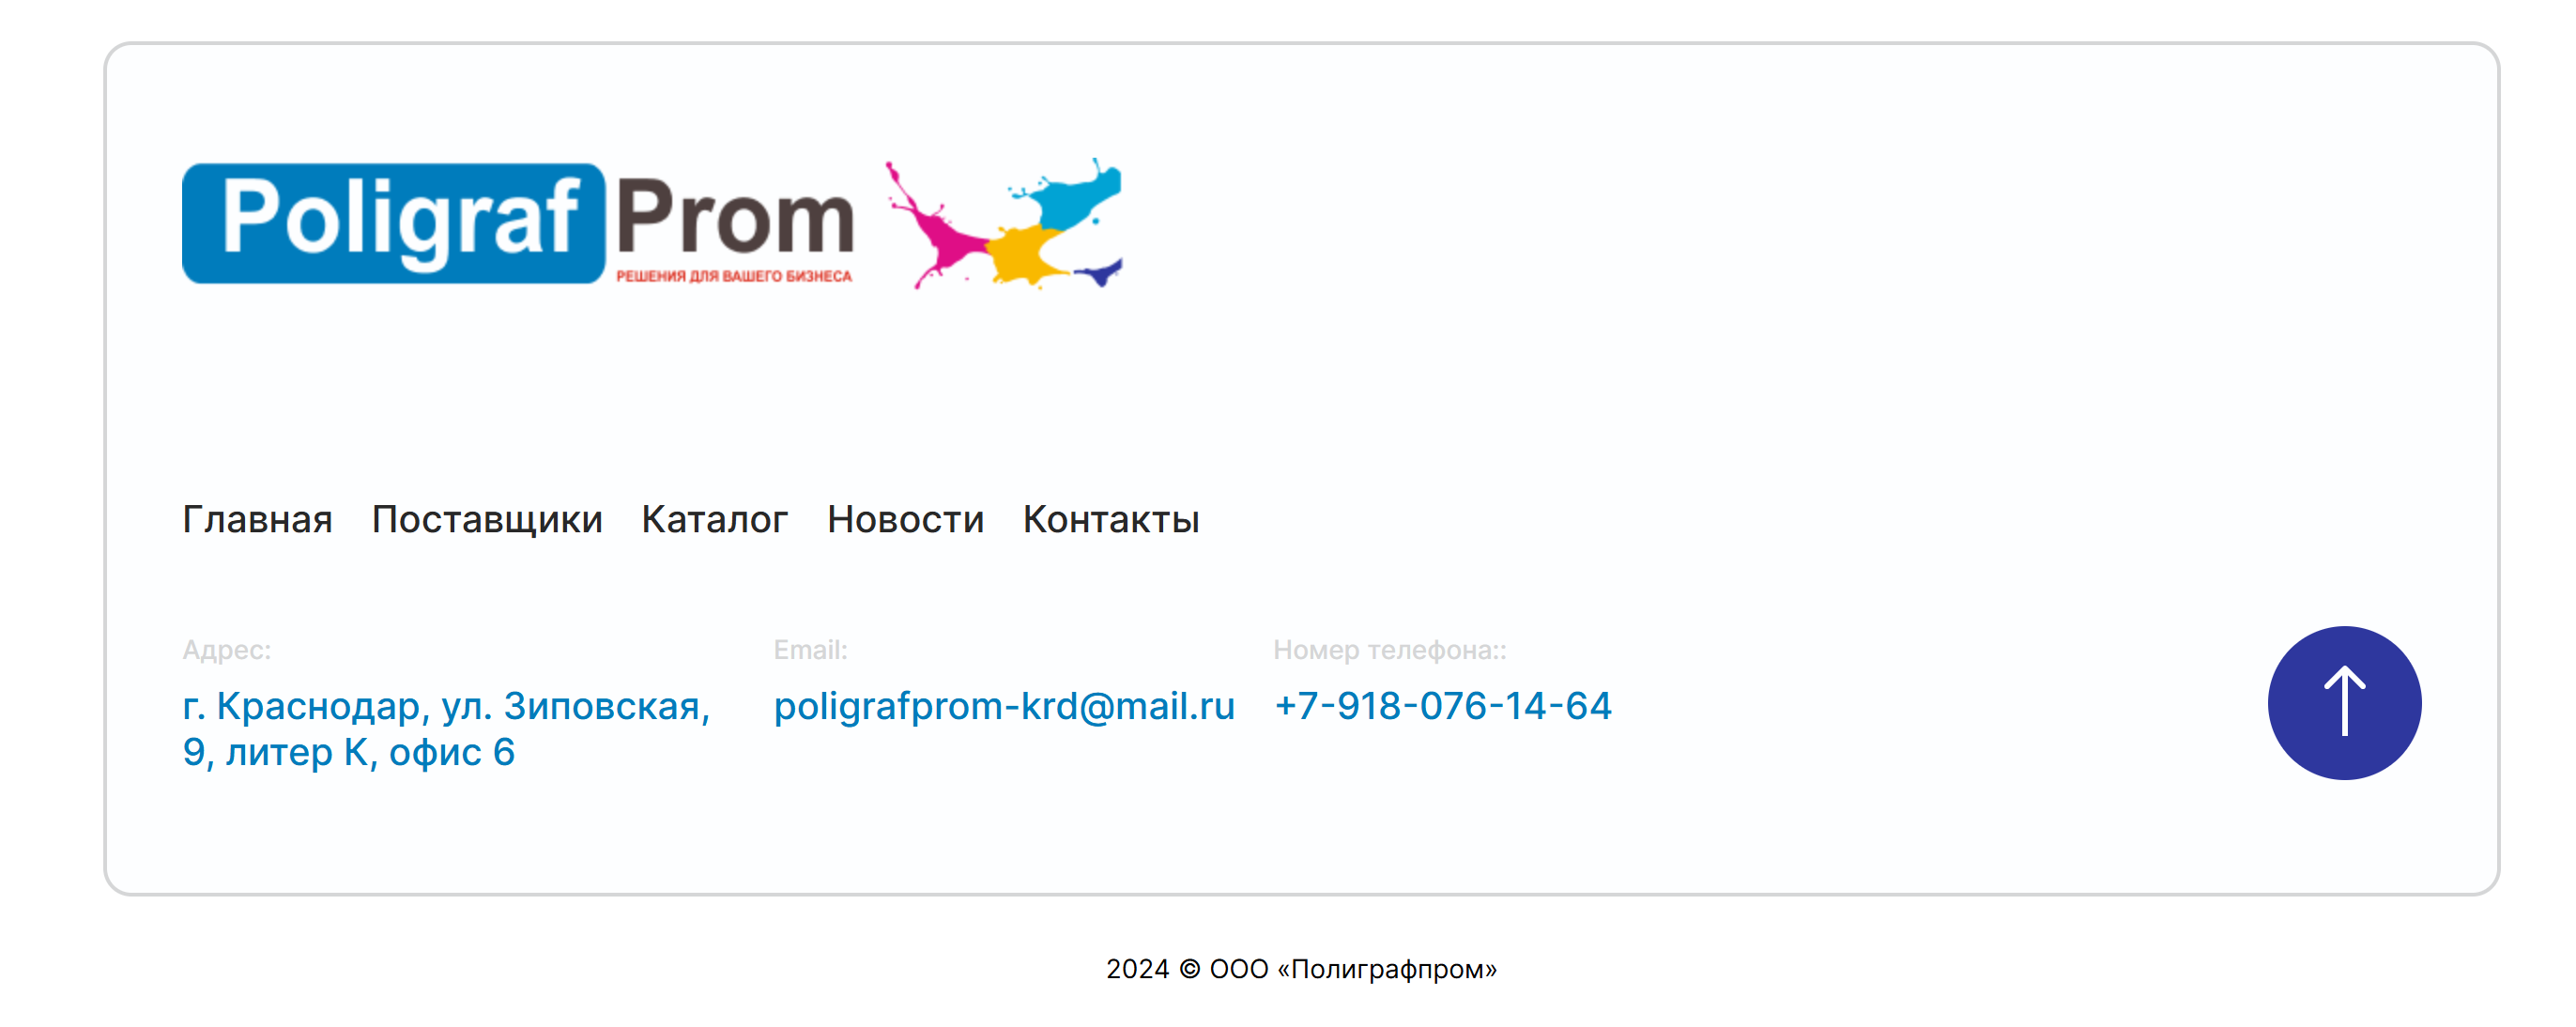 Poligraf Prom
РЕШЕНИЯ ДЛЯ ВАШЕГО БИЗНЕСА
Главная Поставщики Каталог Новости Контакты
Адрес: Email: Номер телефона::
г. Краснодар, ул. Зиповская, poligrafprom-krd@mail.ru +7-918-076-14-64
9, литер К, офис 6
2024 © ООО «Полиграфпром»